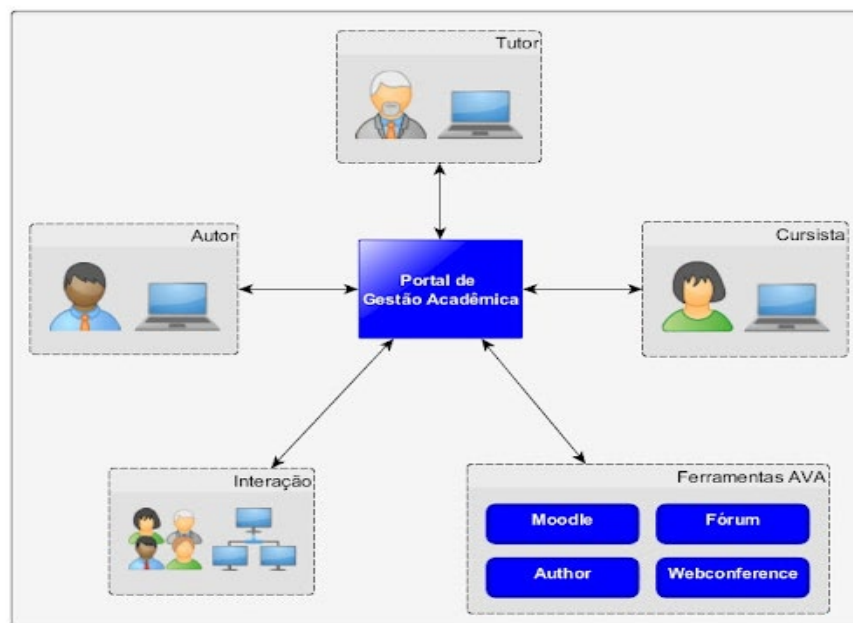 Tutor
Autor
Portal de
Gestão Acadêmica
Cursista
Interação
Ferramentas AVA
Moodle
Fórum
Author
Webconference